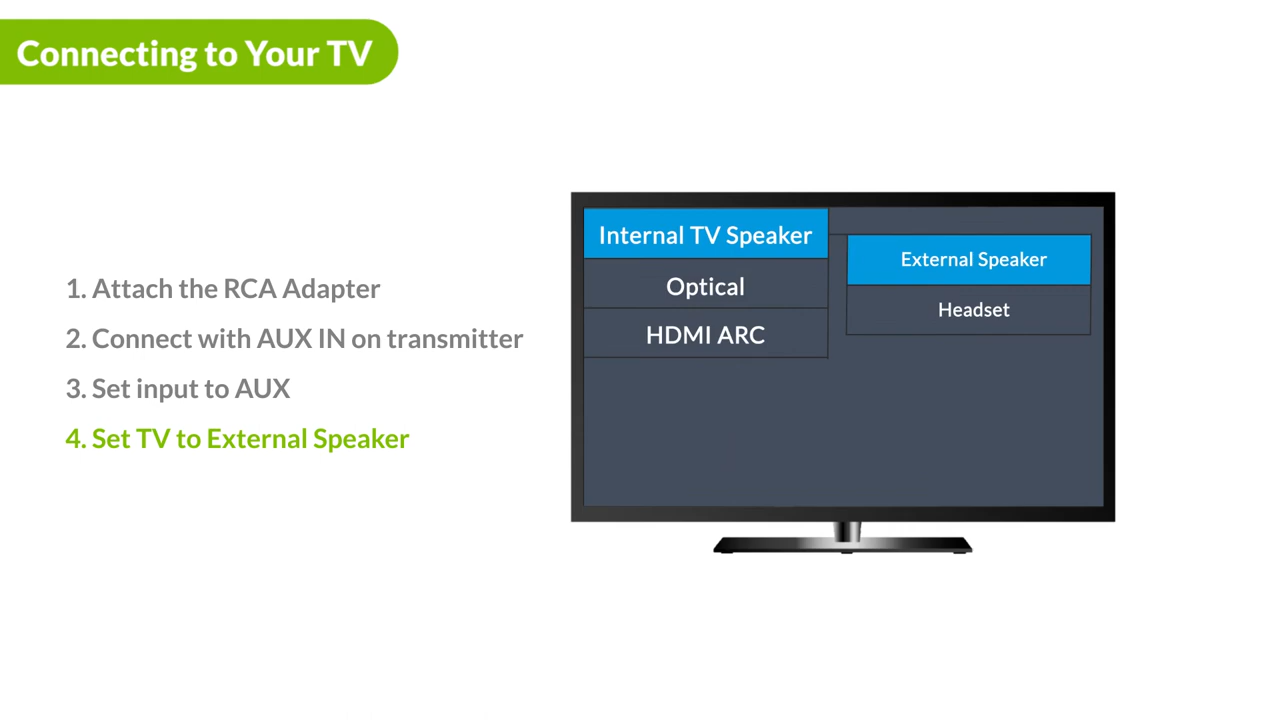 Connecting to Your TV
1. Attach the RCA Adapter
2. Connect with AUX IN on transmitter
3. Set input to AUX
4. Set TV to External Speaker
Internal TV Speaker
Optical
HDMI ARC
External Speaker
Headset